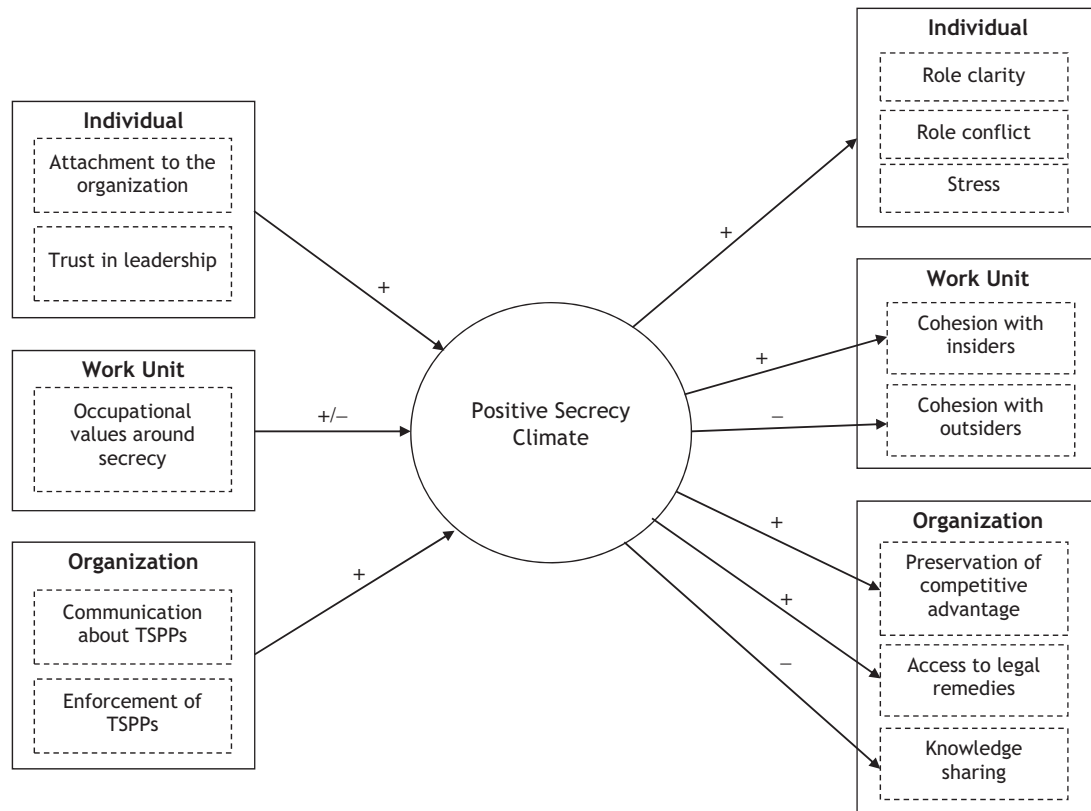 Individual
Attachment to the
organization
Trust in leadership
+
Work Unit
Occupational
values around
secrecy
+/−
Organization
Communication
about TSPPs
Enforcement of
TSPPs
+
Positive Secrecy
Climate
+
Individual
Role clarity
Role conflict
Stress
+
−
Work Unit
Cohesion with
insiders
Cohesion with
outsiders
+
+
−
Organization
Preservation of
competitive
advantage
Access to legal
remedies
Knowledge
sharing